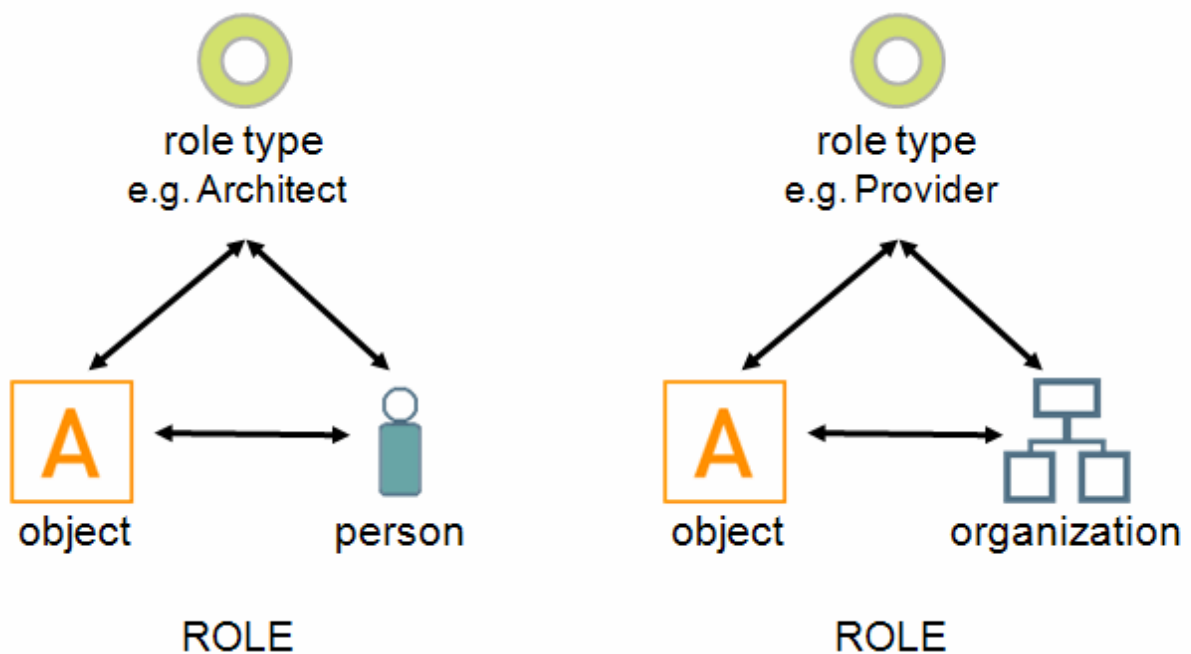 role type
e.g. Architect
A
object
person
ROLE
role type
e.g. Provider
A
object
organization
ROLE